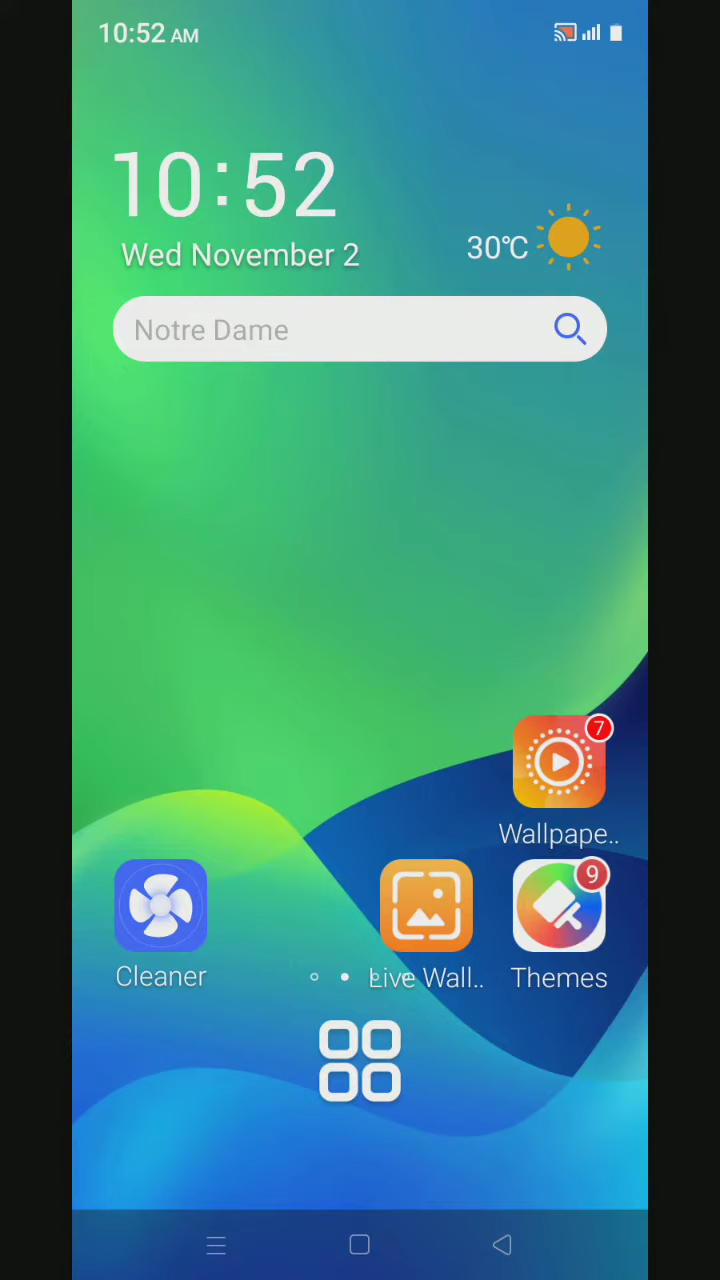 10:52 AM
10:52
Wed November 2
30°C
Notre Dame
7
Wallpape..
9
Cleaner
Live Wall..
Themes